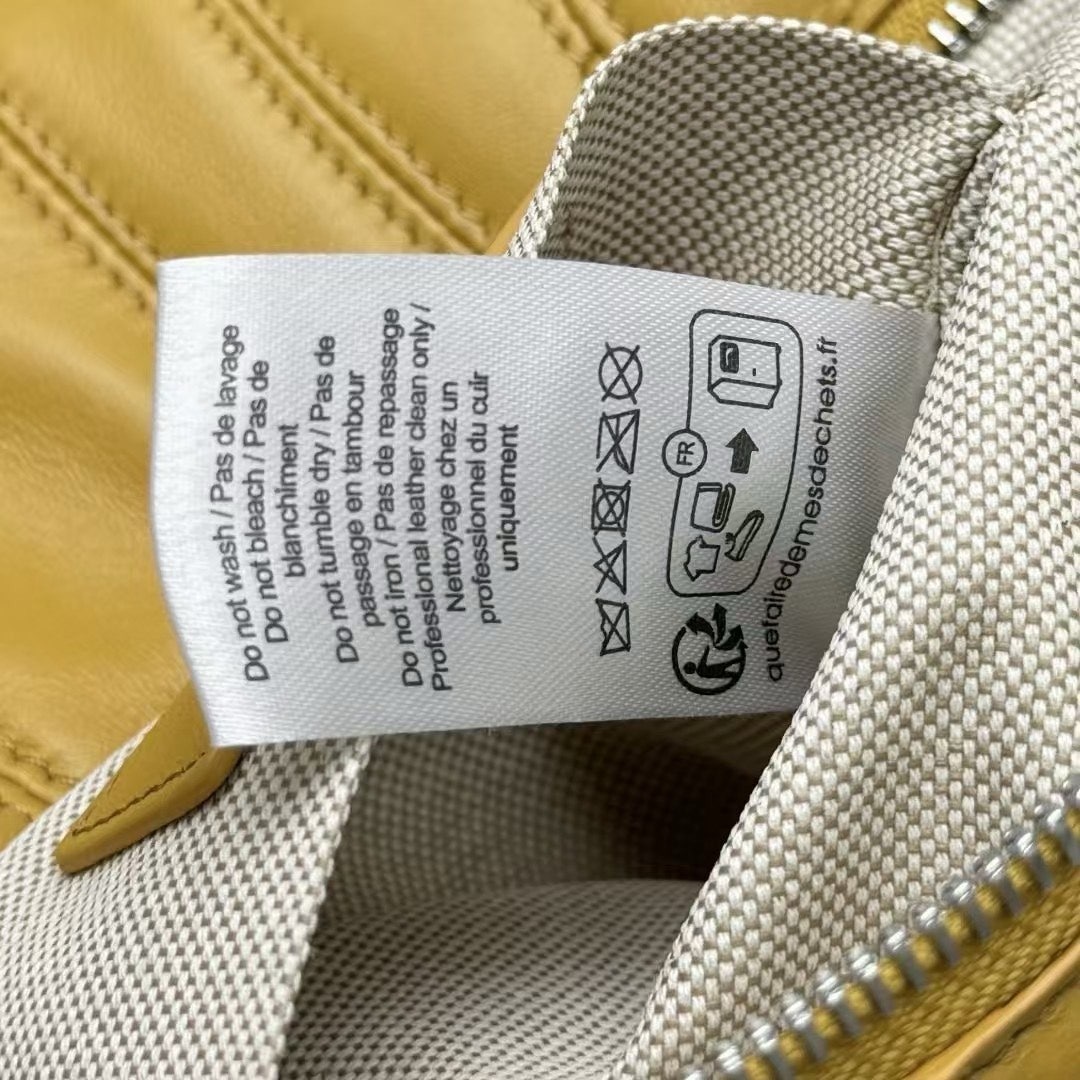 Do not wash / Pas de lavage
Do not bleach / Pas de
blanchiment
Do not tumble dry / Pas de
passage en tambour
Do not iron / Pas de repassage
Professional leather clean only /
Nettoyage chez un
professionnel du cuir
uniquement
FR
quefairedemesdechets.fr